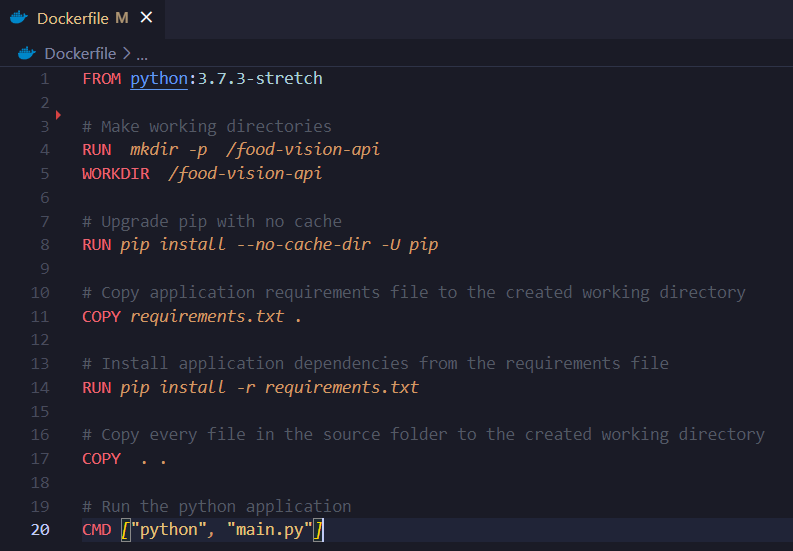 Dockerfile M ×
Dockerfile > ...
1 FROM python:3.7.3-stretch
2
3 # Make working directories
4 RUN  mkdir -p  /food-vision-api
5 WORKDIR  /food-vision-api
6
7 # Upgrade pip with no cache
8 RUN pip install --no-cache-dir -U pip
9
10 # Copy application requirements file to the created working directory
11 COPY requirements.txt .
12
13 # Install application dependencies from the requirements file
14 RUN pip install -r requirements.txt
15
16 # Copy every file in the source folder to the created working directory
17 COPY  . .
18
19 # Run the python application
20 CMD ["python", "main.py"]